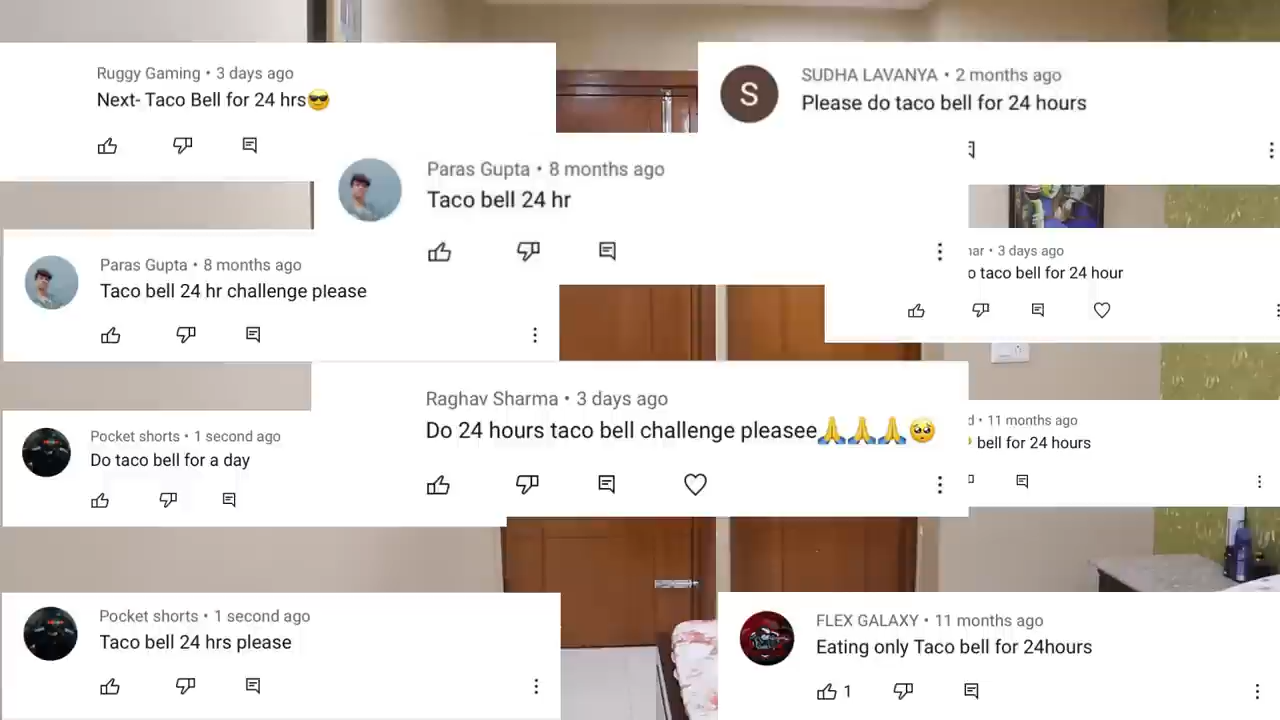 Ruggy Gaming • 3 days ago
Next- Taco Bell for 24 hrs😎
S
SUDHA LAVANYA • 2 months ago
Please do taco bell for 24 hours
Paras Gupta • 8 months ago
Taco bell 24 hr
Paras Gupta • 8 months ago
Taco bell 24 hr challenge please
• 3 days ago
taco bell for 24 hour
Raghav Sharma • 3 days ago
Do 24 hours taco bell challenge pleasee🙏🙏🙏🥺
Pocket shorts • 1 second ago
Do taco bell for a day
• 11 months ago
bell for 24 hours
Pocket shorts • 1 second ago
Taco bell 24 hrs please
FLEX GALAXY • 11 months ago
Eating only Taco bell for 24hours
1